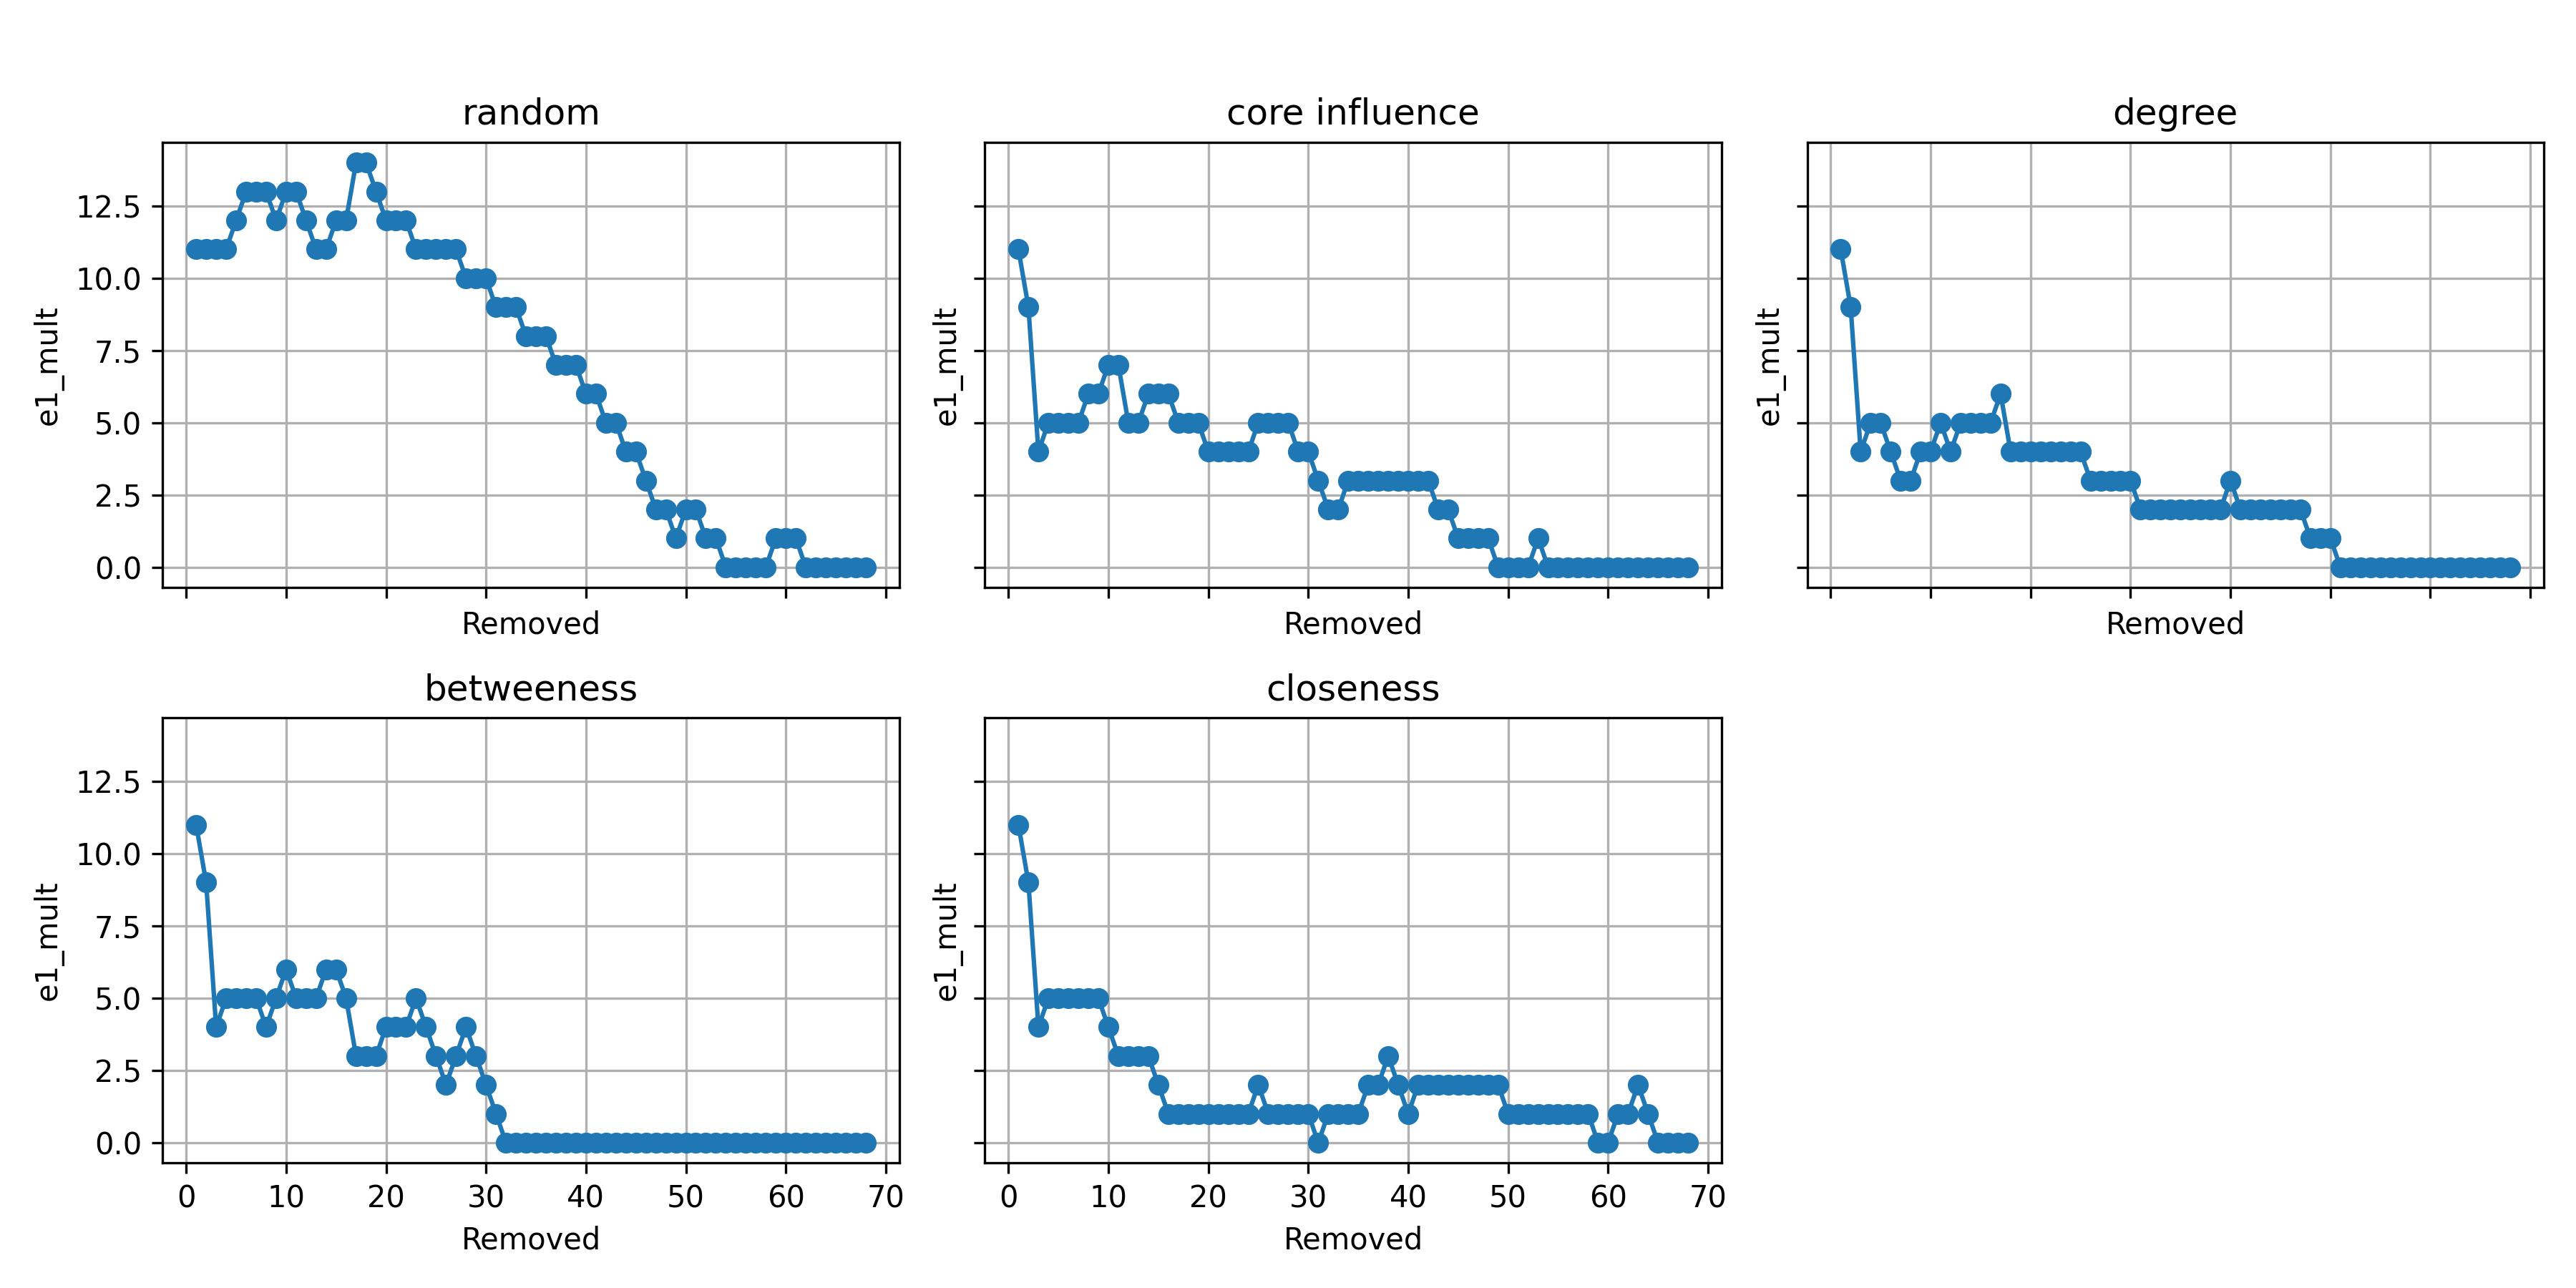 random
core influence
degree
12.5
10.0
7.5
5.0
2.5
0.0
e1_mult
e1_mult
e1_mult
Removed
Removed
Removed
betweeness
closeness
12.5
10.0
7.5
5.0
2.5
0.0
e1_mult
e1_mult
0 10 20 30 40 50 60 70
0 10 20 30 40 50 60 70
Removed
Removed